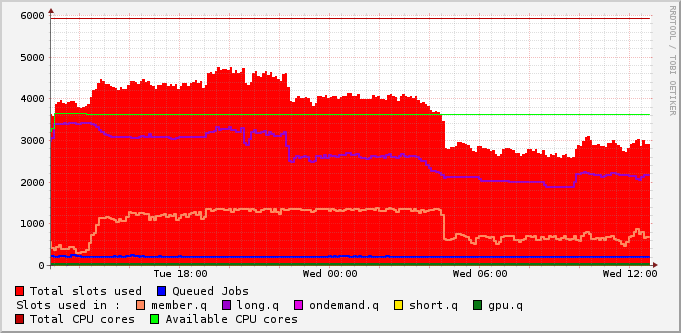 RRDTOOL / TOBI OETIKER
6000
5000
4000
3000
2000
1000
0
Tue 18:00 Wed 00:00 Wed 06:00 Wed 12:00
Total slots used Queued Jobs
Slots used in : member.q long.q ondemand.q short.q gpu.q
Total CPU cores Available CPU cores